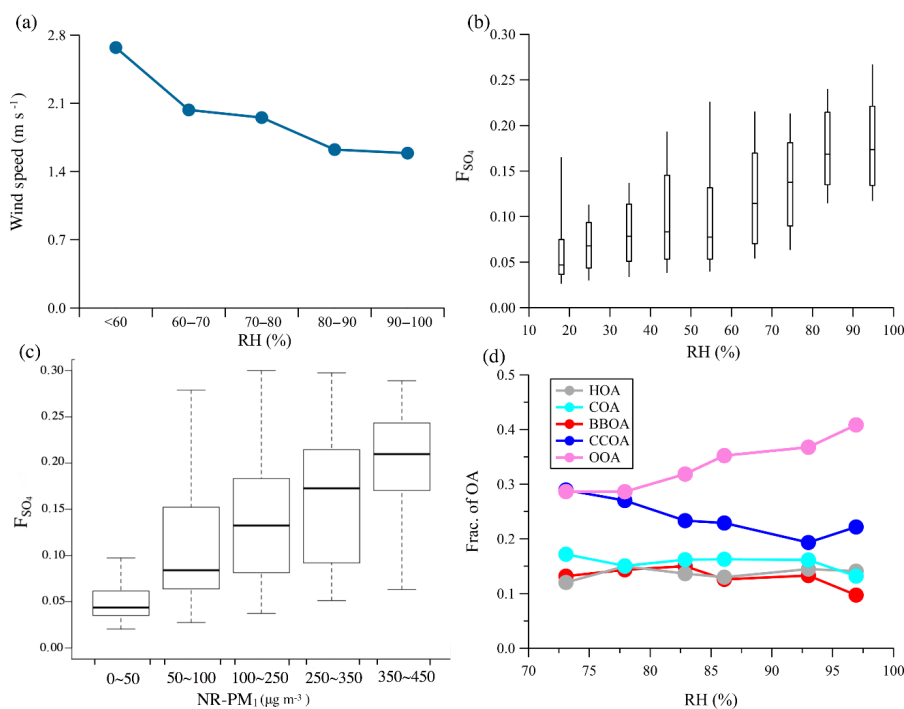 (a)
2.8
2.1
1.4
0.7
0.0
Wind speed (m s -1)
<60 60–70 70–80 80–90 90–100
RH (%)
(b)
0.30
0.25
0.20
0.15
0.10
0.05
0.00
FSO4
10 20 30 40 50 60 70 80 90 100
RH (%)
(c)
0.30
0.20
0.15
0.10
0.05
0.00
FSO4
0~50 50~100 100~250 250~350 350~450
NR-PM1 (μg m-3)
(d)
0.5
0.4
0.3
0.2
0.1
0.0
Frac. of OA
HOA
COA
BBOA
CCOA
OOA
70 75 80 85 90 95 100
RH (%)